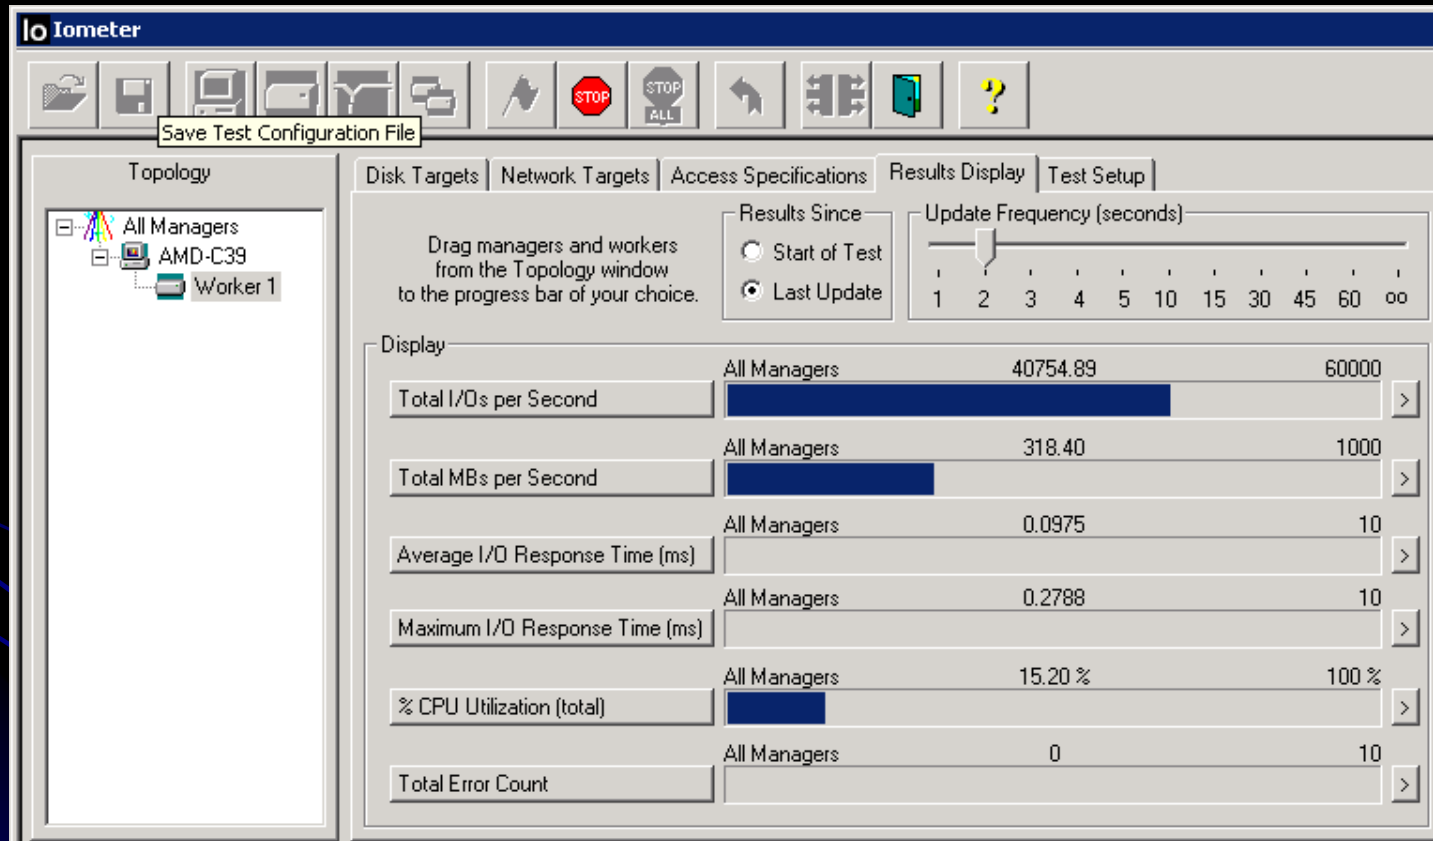 Io Iometer
STOP
STOP
ALL
?
Save Test Configuration File
Topology
All Managers
AMD-C39
Worker 1
Disk Targets
Network Targets
Access Specifications
Results Display
Test Setup
Drag managers and workers
from the Topology window
to the progress bar of your choice.
Results Since
Start of Test
Last Update
Update Frequency (seconds)
1 2 3 4 5 10 15 30 45 60 oo
Display
All Managers 40754.89 60000
Total I/Os per Second >
All Managers 318.40 1000
Total MBs per Second >
All Managers 0.0975 10
Average I/O Response Time (ms) >
All Managers 0.2788 10
Maximum I/O Response Time (ms) >
All Managers 15.20 % 100 %
% CPU Utilization (total) >
All Managers 0 10
Total Error Count >